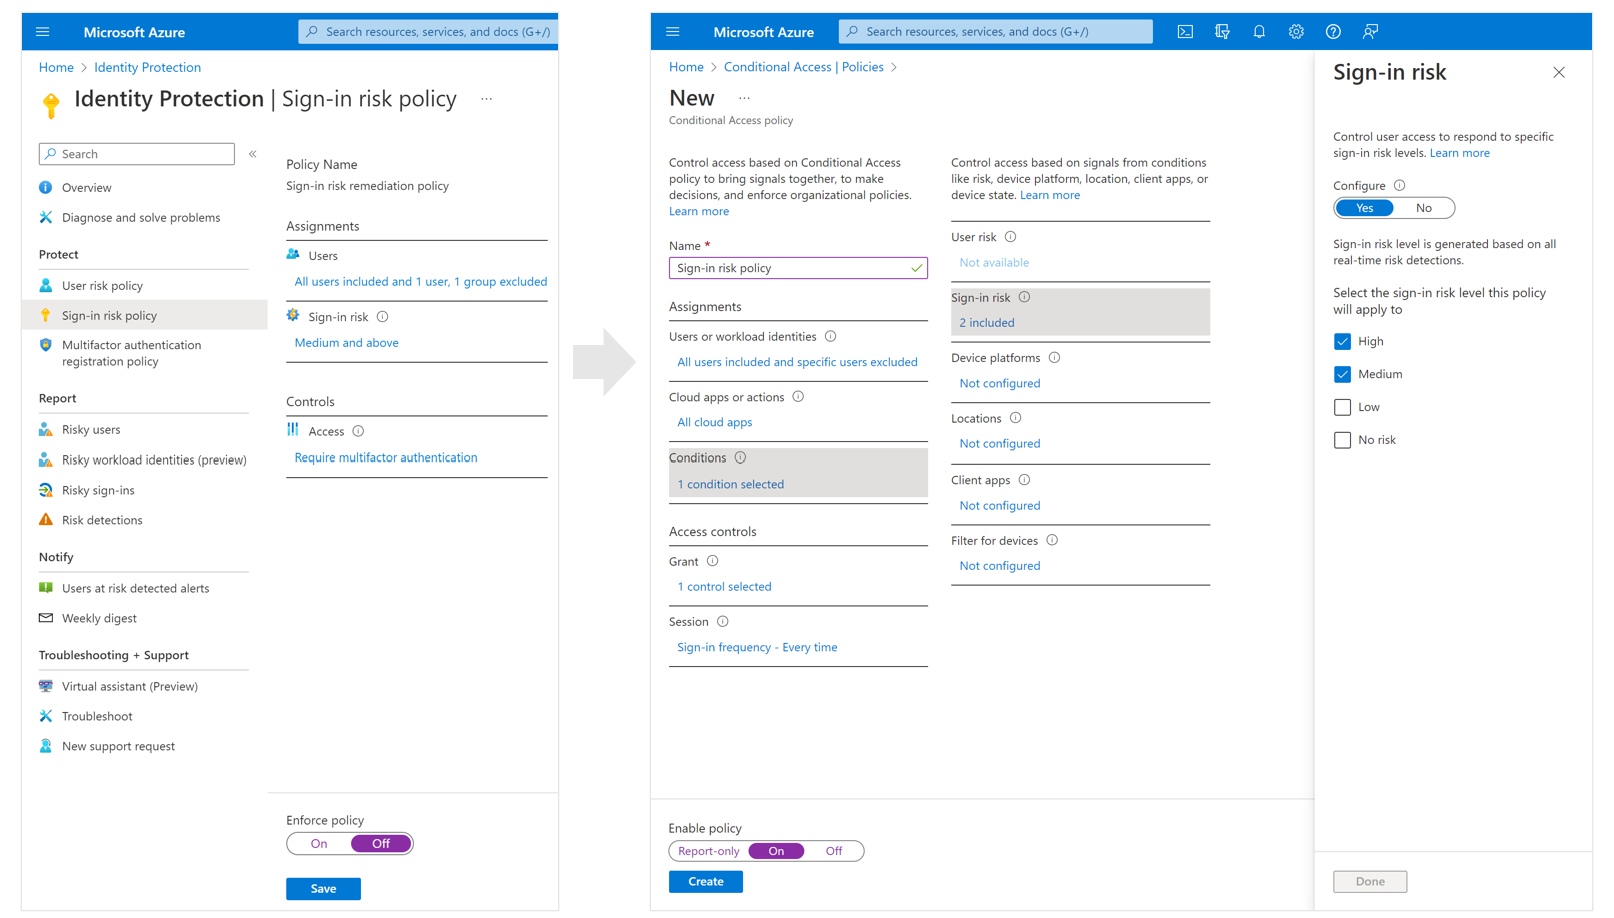 Microsoft Azure
Search resources, services, and docs (G+/)
Home > Identity Protection
Identity Protection | Sign-in risk policy ...
Search
«
Overview
Diagnose and solve problems
Protect
User risk policy
Sign-in risk policy
Multifactor authentication
registration policy
Report
Risky users
Risky workload identities (preview)
Risky sign-ins
Risk detections
Notify
Users at risk detected alerts
Weekly digest
Troubleshooting + Support
Virtual assistant (Preview)
Troubleshoot
New support request
Policy Name
Sign-in risk remediation policy
Assignments
Users
All users included and 1 user, 1 group excluded
Sign-in risk
Medium and above
Controls
Access
Require multifactor authentication
Enforce policy
On Off
Save
Microsoft Azure
Search resources, services, and docs (G+/)
Home > Conditional Access | Policies >
New ...
Conditional Access policy
Control access based on Conditional Access
policy to bring signals together, to make
decisions, and enforce organizational policies.
Learn more
Name *
Sign-in risk policy
Assignments
Users or workload identities
All users included and specific users excluded
Cloud apps or actions
All cloud apps
Conditions
1 condition selected
Access controls
Grant
1 control selected
Session
Sign-in frequency - Every time
Enable policy
Report-only On Off
Create
Control access based on signals from conditions
like risk, device platform, location, client apps, or
device state. Learn more
User risk
Not available
Sign-in risk
2 included
Device platforms
Not configured
Locations
Not configured
Client apps
Not configured
Filter for devices
Not configured
Sign-in risk
Control user access to respond to specific
sign-in risk levels. Learn more
Configure
Yes No
Sign-in risk level is generated based on all
real-time risk detections.
Select the sign-in risk level this policy
will apply to
High
Medium
Low
No risk
Done